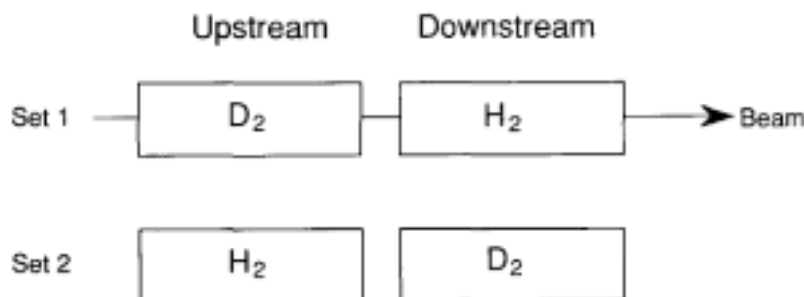 Upstream Downstream
Set 1 D₂ H₂ Beam
Set 2 H₂ D₂